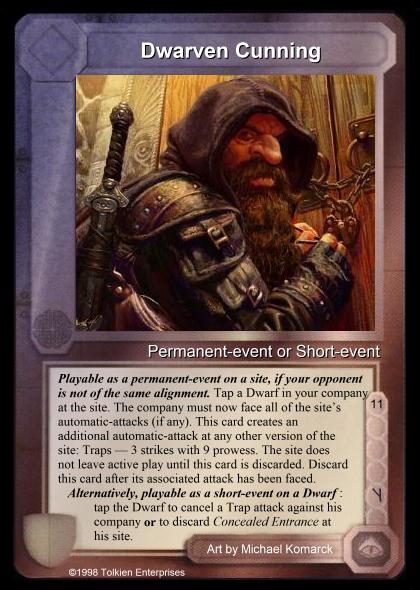 Dwarven Cunning
Permanent-event or Short-event
Playable as a permanent-event on a site, if your opponent
is not of the same alignment. Tap a Dwarf in your company
at the site. The company must now face all of the site's
automatic-attacks (if any). This card creates an
additional automatic-attack at any other version of the
site: Traps — 3 strikes with 9 prowess. The site does
not leave active play until this card is discarded. Discard
this card after its associated attack has been faced.
Alternatively, playable as a short-event on a Dwarf :
tap the Dwarf to cancel a Trap attack against his
company or to discard Concealed Entrance at
his site.
11
Art by Michael Komarck
©1998 Tolkien Enterprises